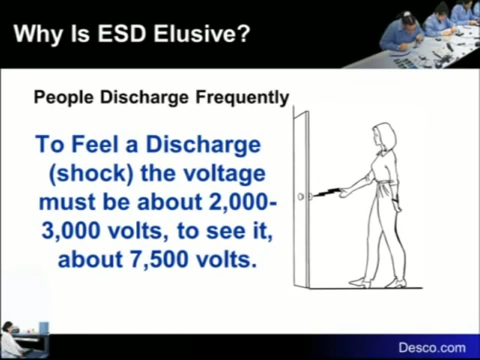 Why Is ESD Elusive?
People Discharge Frequently
To Feel a Discharge
(shock) the voltage
must be about 2,000-
3,000 volts, to see it,
about 7,500 volts.
Desco.com